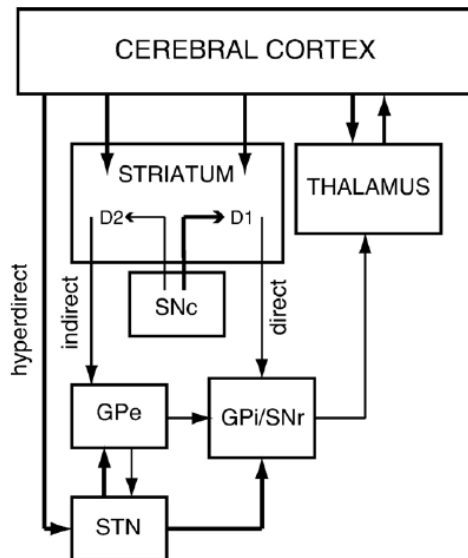 CEREBRAL CORTEX
STRIATUM
THALAMUS
D2
D1
SNc
hyperdirect
indirect
direct
GPe
GPi/SNr
STN